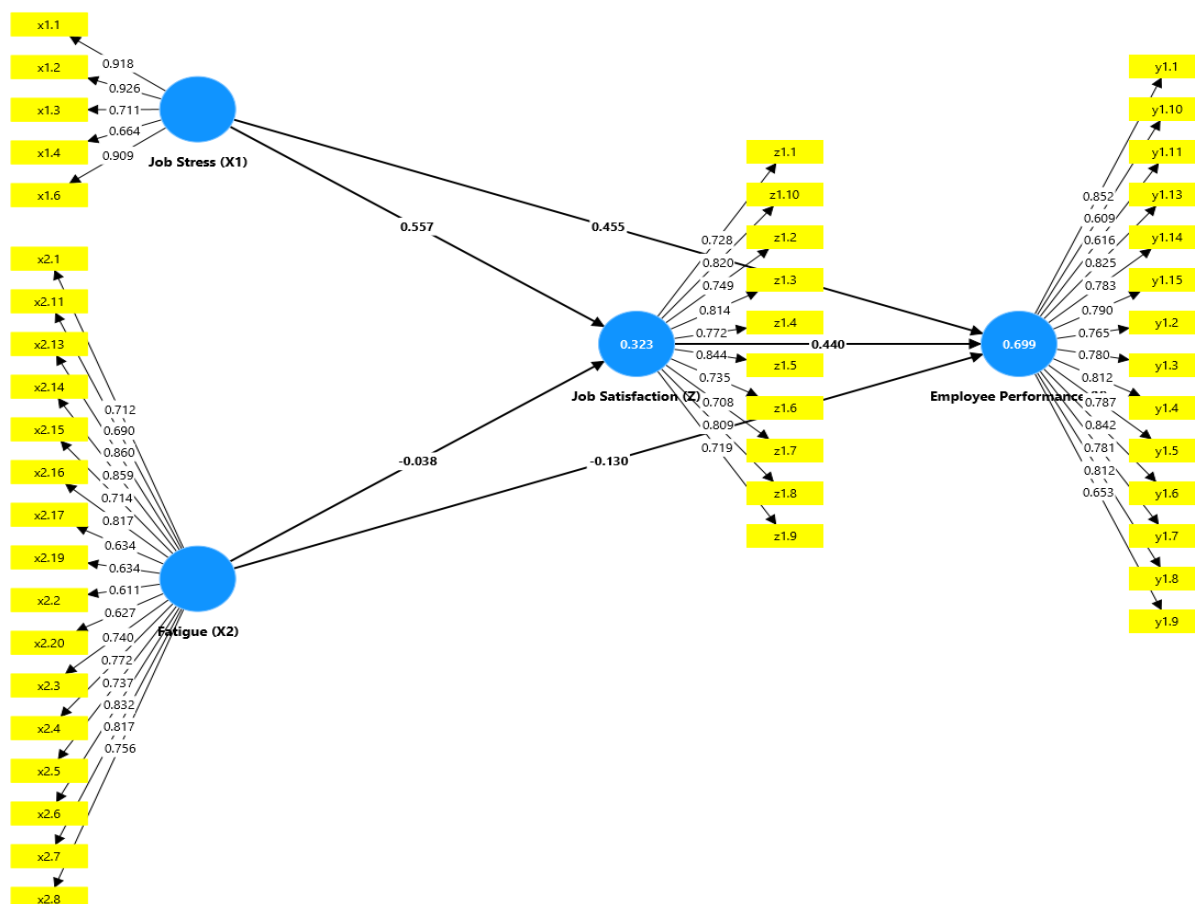 x1.1
x1.2
x1.3
x1.4
x1.6
0.918
0.926
0.711
0.664
0.909
Job Stress (X1)
x2.1
x2.11
x2.13
x2.14
x2.15
x2.16
x2.17
x2.19
x2.2
x2.20
x2.3
x2.4
x2.5
x2.6
x2.7
x2.8
0.712
0.690
0.860
0.859
0.714
0.817
0.634
0.634
0.611
0.627
0.740
0.772
0.737
0.832
0.817
0.756
Fatigue (X2)
0.557
0.455
-0.038
-0.130
0.323
Job Satisfaction (Z)
0.728
0.820
0.749
0.814
0.772
0.844
0.735
0.708
0.809
0.719
z1.1
z1.10
z1.2
z1.3
z1.4
z1.5
z1.6
z1.7
z1.8
z1.9
0.440
0.699
Employee Performance
0.852
0.609
0.616
0.825
0.783
0.790
0.765
0.780
0.812
0.787
0.842
0.781
0.812
0.653
y1.1
y1.10
y1.11
y1.13
y1.14
y1.15
y1.2
y1.3
y1.4
y1.5
y1.6
y1.7
y1.8
y1.9